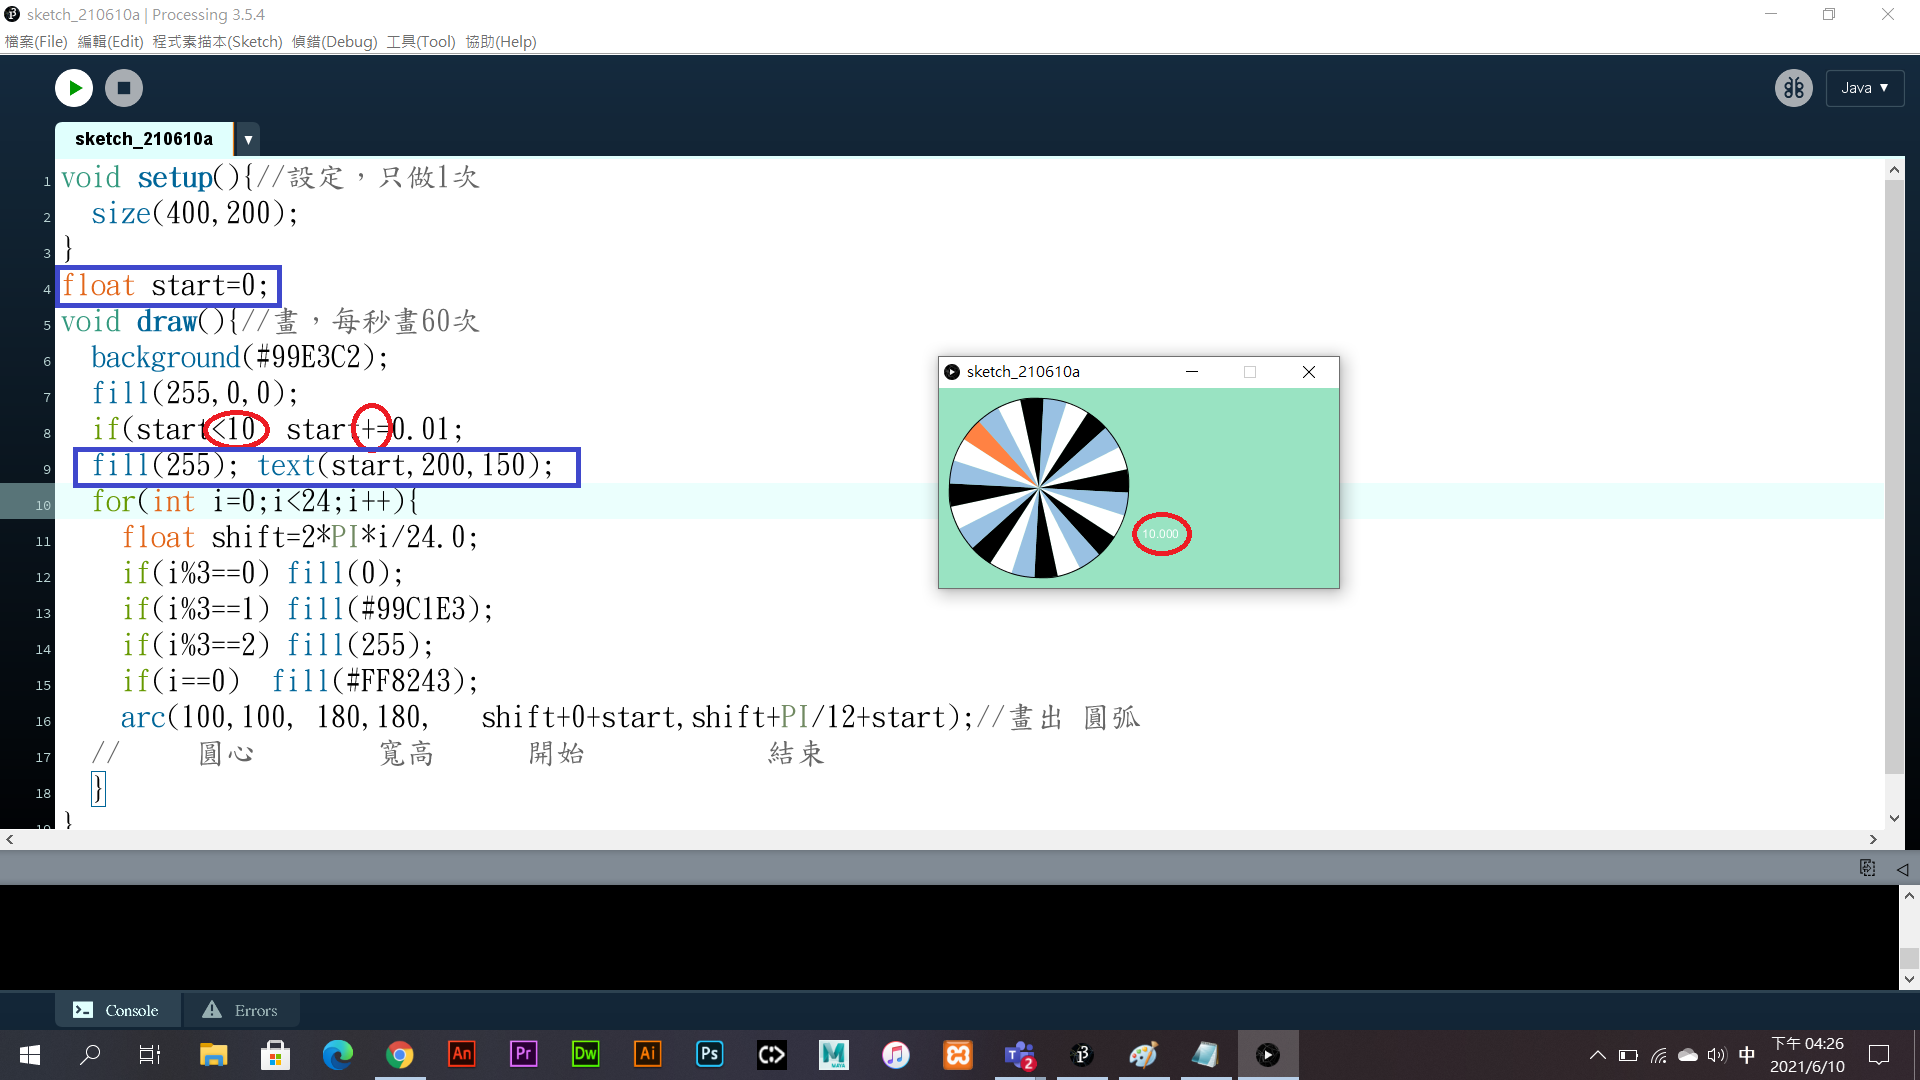 sketch_210610a | Processing 3.5.4
檔案(File) 編輯(Edit) 程式素描本(Sketch) 偵錯(Debug) 工具(Tool) 協助(Help)
Java ▼
sketch_210610a ▼
1 void setup(){//設定，只做1次
2 size(400,200);
3 }
4 float start=0;
5 void draw(){//畫，每秒畫60次
6 background(#99E3C2);
7 fill(255,0,0);
8 if(start<10) start+=0.01;
9 fill(255); text(start,200,150);
10 for(int i=0;i<24;i++){
11 float shift=2*PI*i/24.0;
12 if(i%3==0) fill(0);
13 if(i%3==1) fill(#99C1E3);
14 if(i%3==2) fill(255);
15 if(i==0) fill(#FF8243);
16 arc(100,100, 180,180, shift+0+start,shift+PI/12+start);//畫出 圓弧
17 // 圓心 寬高 開始 結束
18 }
19 }
sketch_210610a
10.000
Console Errors
An Pr Dw Ai Ps MAYA 2
中
下午 04:26
2021/6/10